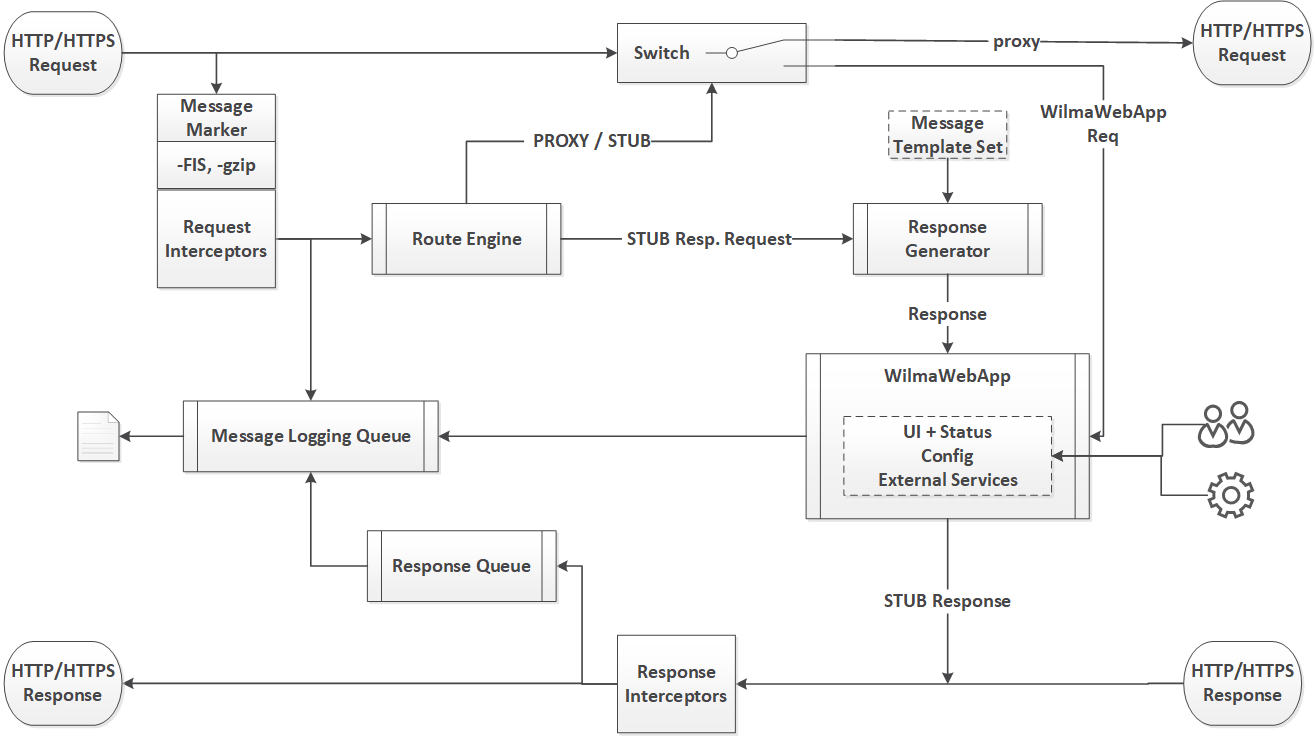 HTTP/HTTPS
Request
Switch
proxy
HTTP/HTTPS
Request
Message
Marker
-FIS, -gzip
Request
Interceptors
PROXY / STUB
Message
Template Set
WilmaWebApp
Req
Route Engine
STUB Resp. Request
Response
Generator
Response
WilmaWebApp
UI + Status
Config
External Services
Message Logging Queue
Response Queue
STUB Response
HTTP/HTTPS
Response
Response
Interceptors
HTTP/HTTPS
Response